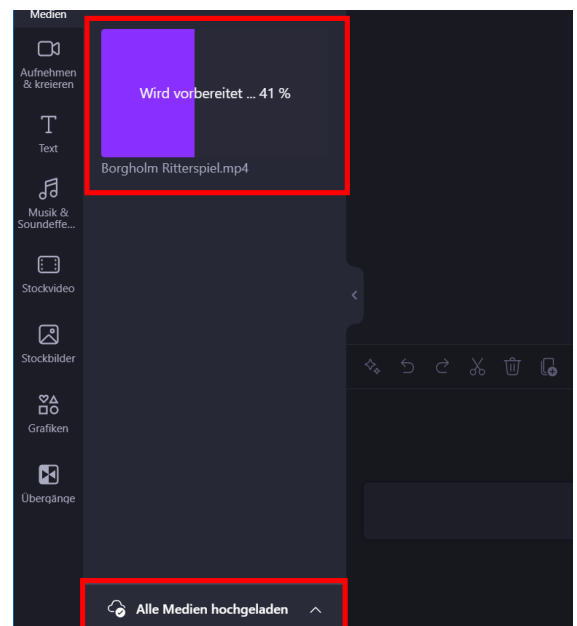 Medien
Aufnehmen
& kreieren
Text
Musik &
Soundeffe...
Stockvideo
Stockbilder
Grafiken
Übergänge
Wird vorbereitet ... 41 %
Borgholm Ritterspiel.mp4
Alle Medien hochgeladen